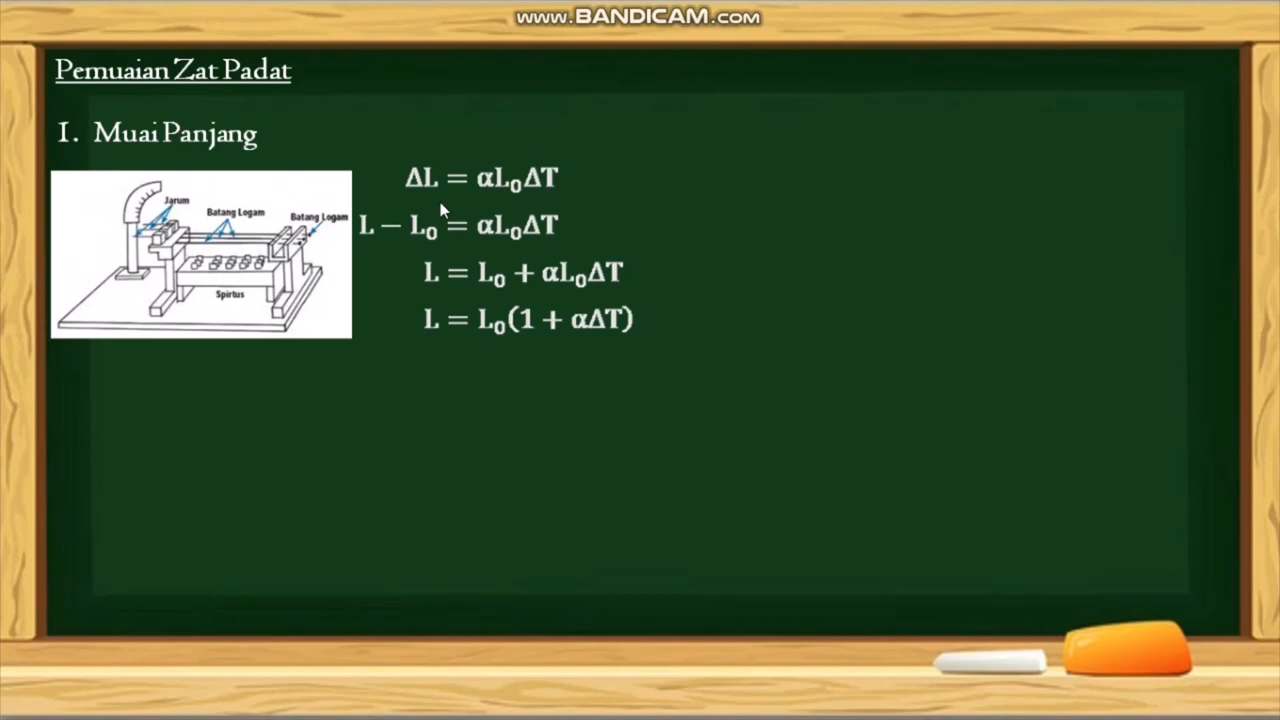 www.BANDICAM.com
Pemuaian Zat Padat
1. Muai Panjang
Jarum
Batang Logam
Batang Logam
Spirtus
ΔL = αL₀ΔT
L − L₀ = αL₀ΔT
L = L₀ + αL₀ΔT
L = L₀(1 + αΔT)